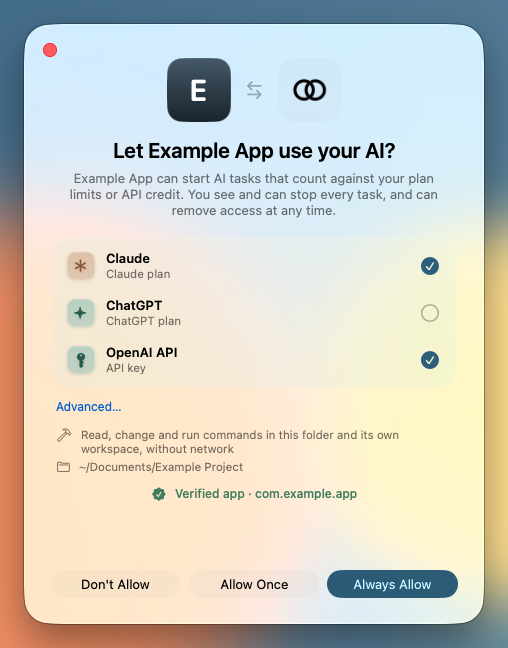 E
Let Example App use your AI?
Example App can start AI tasks that count against your plan
limits or API credit. You see and can stop every task, and can
remove access at any time.
Claude
Claude plan
ChatGPT
ChatGPT plan
OpenAI API
API key
Advanced...
Read, change and run commands in this folder and its own
workspace, without network
~/Documents/Example Project
Verified app · com.example.app
Don't Allow
Allow Once
Always Allow